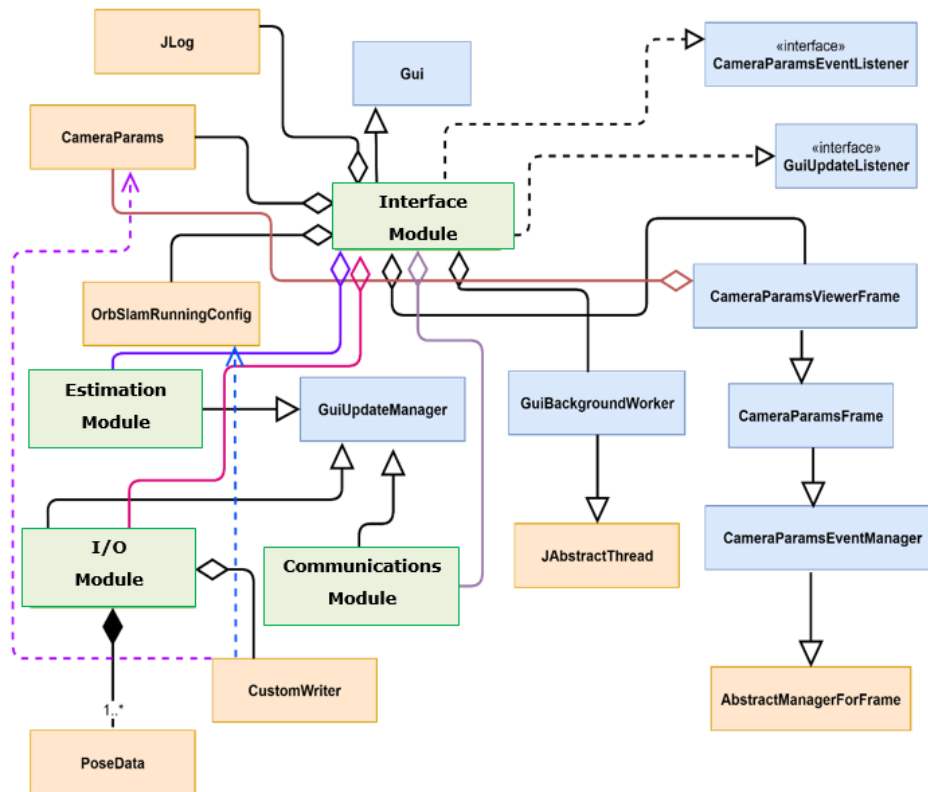 JLog
Gui
«interface»
CameraParamsEventListener
CameraParams
«interface»
GuiUpdateListener
Interface
Module
OrbSlamRunningConfig
CameraParamsViewerFrame
Estimation
Module
GuiUpdateManager
GuiBackgroundWorker
CameraParamsFrame
I/O
Module
Communications
Module
JAbstractThread
CameraParamsEventManager
CustomWriter
AbstractManagerForFrame
1..*
PoseData